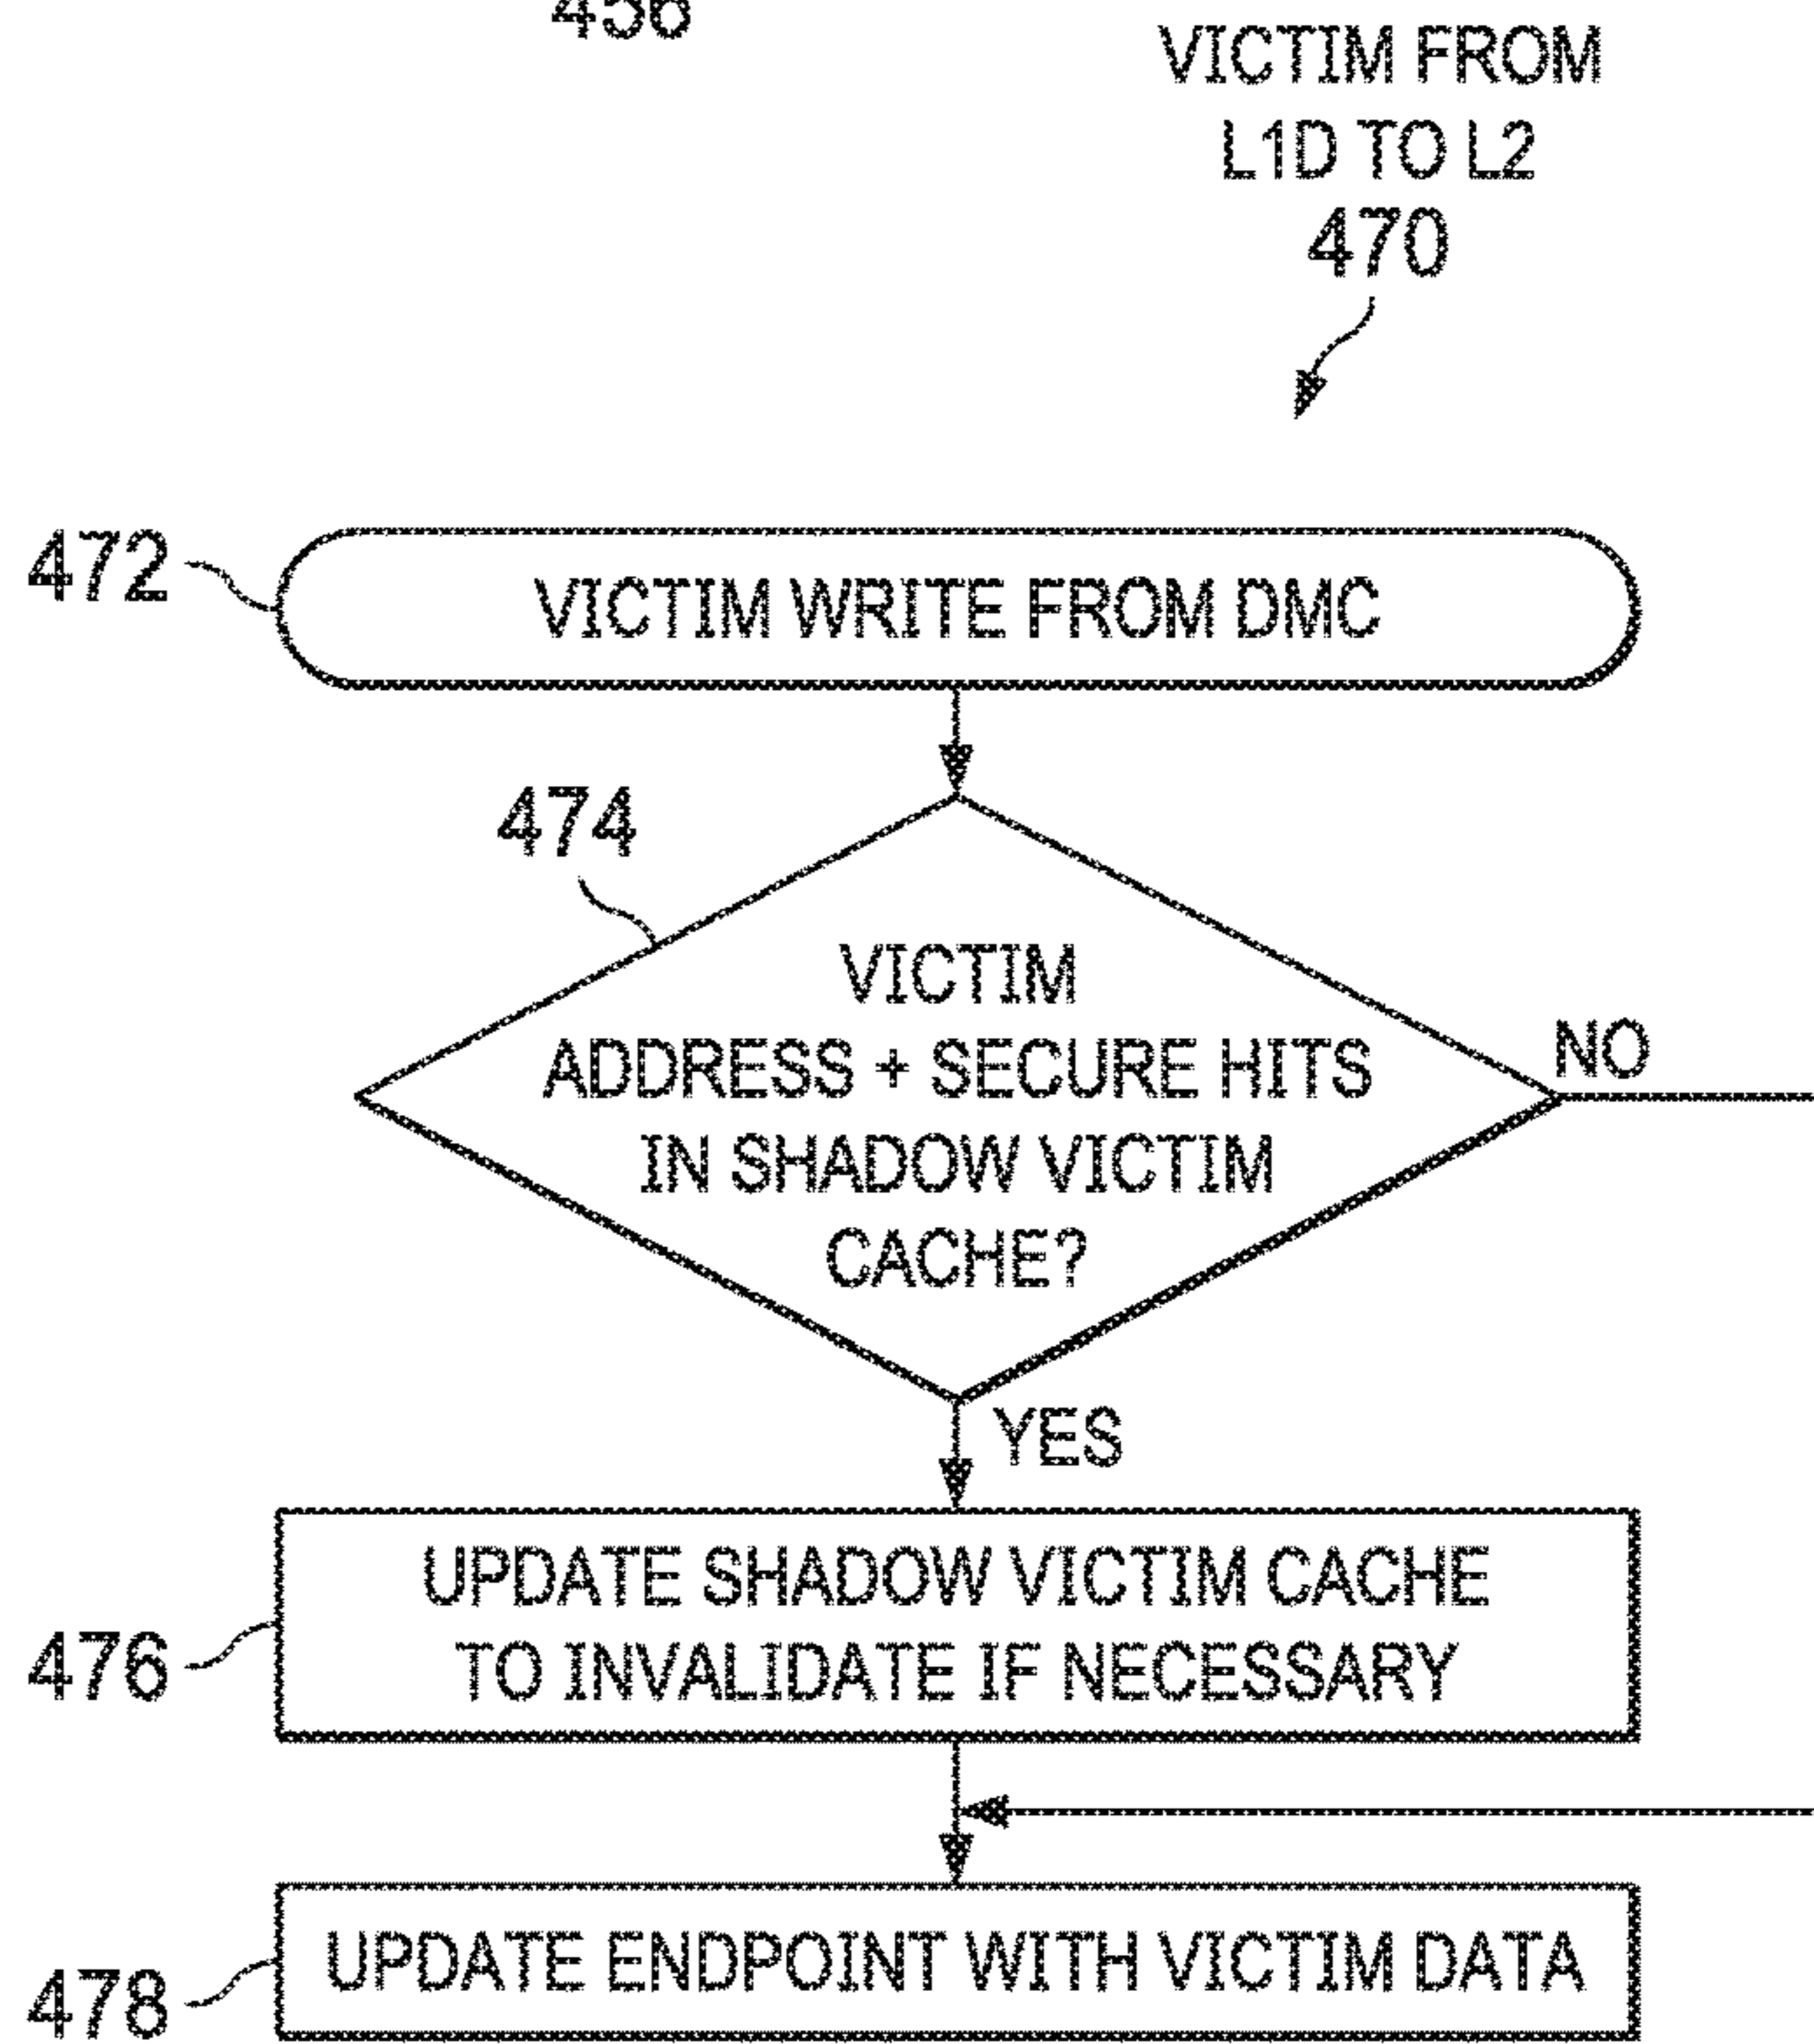 456
VICTIM FROM
L1D TO L2
470
472
VICTIM WRITE FROM DMC
474
VICTIM
ADDRESS + SECURE HITS
IN SHADOW VICTIM
CACHE?
NO
YES
UPDATE SHADOW VICTIM CACHE
TO INVALIDATE IF NECESSARY
476
UPDATE ENDPOINT WITH VICTIM DATA
478